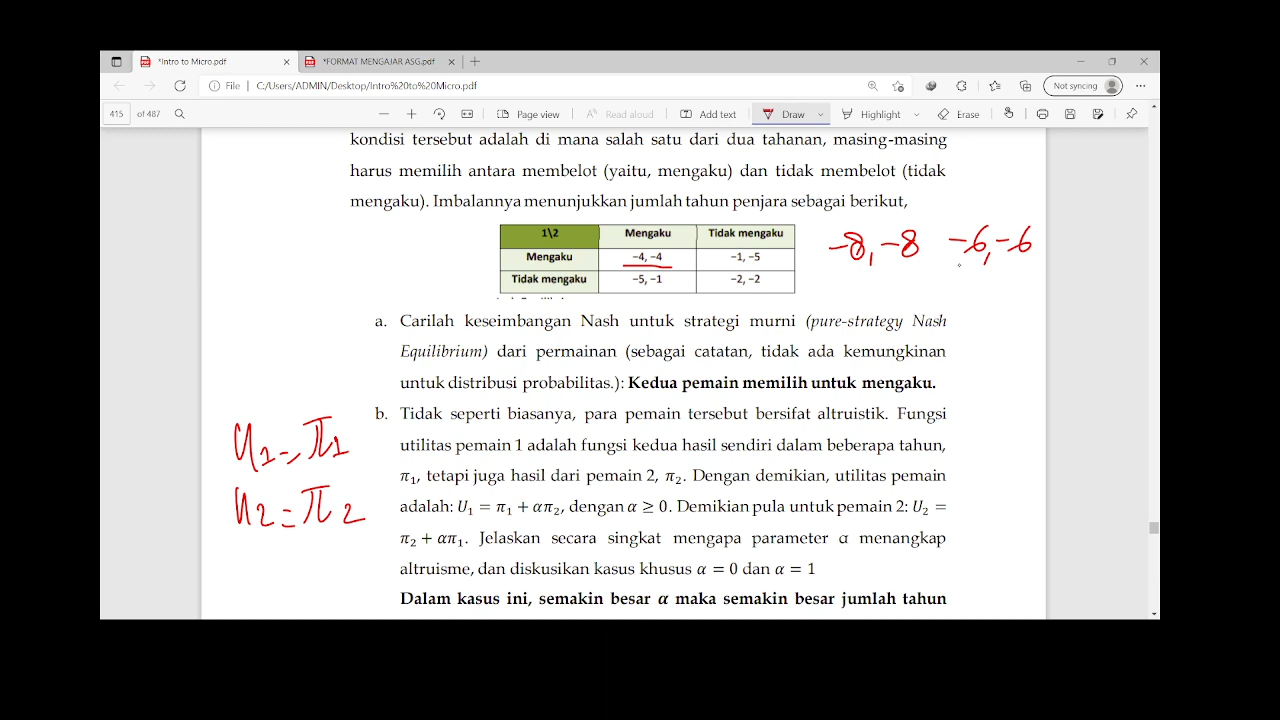 *Intro to Micro.pdf
*FORMAT MENGAJAR ASG.pdf
File | C:/Users/ADMIN/Desktop/Intro%20to%20Micro.pdf
Not syncing
415 of 487
Page view
Read aloud
Add text
Draw
Highlight
Erase
kondisi tersebut adalah di mana salah satu dari dua tahanan, masing-masing
harus memilih antara membelot (yaitu, mengaku) dan tidak membelot (tidak
mengaku). Imbalannya menunjukkan jumlah tahun penjara sebagai berikut,
1\2 Mengaku Tidak mengaku
Mengaku −4, −4 −1, −5
Tidak mengaku −5, −1 −2, −2
−8, −8 −6, −6
a. Carilah keseimbangan Nash untuk strategi murni (pure-strategy Nash
Equilibrium) dari permainan (sebagai catatan, tidak ada kemungkinan
untuk distribusi probabilitas.): Kedua pemain memilih untuk mengaku.
b. Tidak seperti biasanya, para pemain tersebut bersifat altruistik. Fungsi
utilitas pemain 1 adalah fungsi kedua hasil sendiri dalam beberapa tahun,
π₁, tetapi juga hasil dari pemain 2, π₂. Dengan demikian, utilitas pemain
adalah: U₁ = π₁ + απ₂, dengan α ≥ 0. Demikian pula untuk pemain 2: U₂ =
π₂ + απ₁. Jelaskan secara singkat mengapa parameter α menangkap
altruisme, dan diskusikan kasus khusus α = 0 dan α = 1
Dalam kasus ini, semakin besar α maka semakin besar jumlah tahun
U₁ = π₁
U₂ = π₂